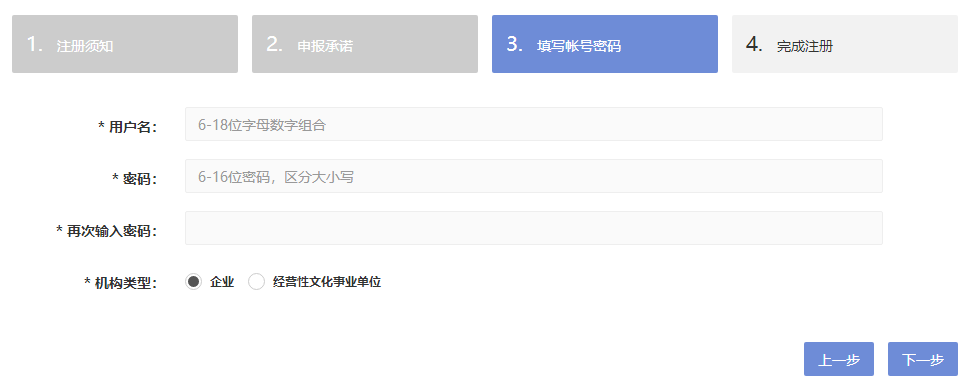 1. 注册须知
2. 申报承诺
3. 填写帐号密码
4. 完成注册
* 用户名：
6-18位字母数字组合
* 密码：
6-16位密码，区分大小写
* 再次输入密码：
* 机构类型：
企业
经营性文化事业单位
上一步
下一步